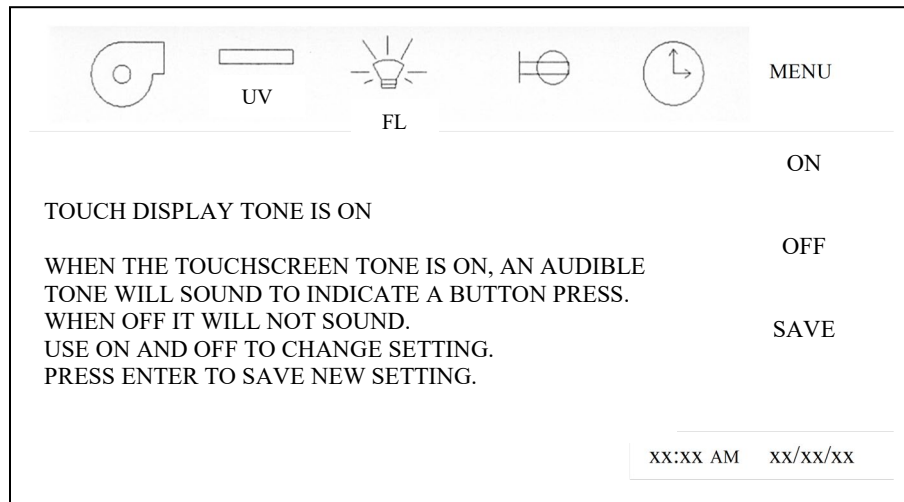 UV
FL
MENU
ON
TOUCH DISPLAY TONE IS ON
OFF
WHEN THE TOUCHSCREEN TONE IS ON, AN AUDIBLE
TONE WILL SOUND TO INDICATE A BUTTON PRESS.
WHEN OFF IT WILL NOT SOUND.
SAVE
USE ON AND OFF TO CHANGE SETTING.
PRESS ENTER TO SAVE NEW SETTING.
xx:xx AM xx/xx/xx